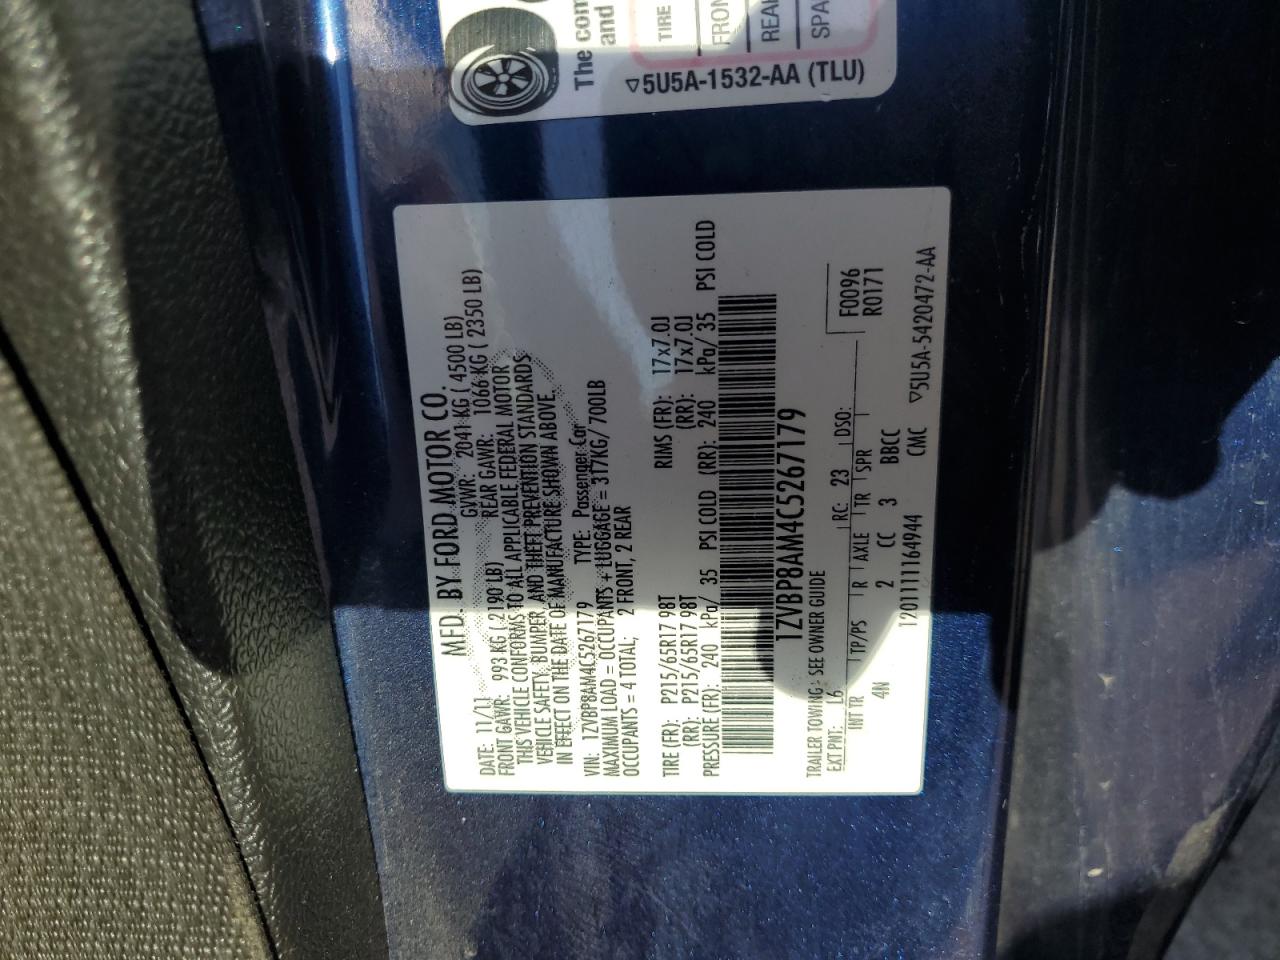 MFD. BY FORD MOTOR CO.
DATE: 11/11 GVWR: 2041 KG ( 4500 LB)
FRONT GAWR: 993 KG ( 2190 LB) REAR GAWR: 1066 KG ( 2350 LB)
THIS VEHICLE CONFORMS TO ALL APPLICABLE FEDERAL MOTOR
VEHICLE SAFETY, BUMPER, AND THEFT PREVENTION STANDARDS
IN EFFECT ON THE DATE OF MANUFACTURE SHOWN ABOVE.
VIN: 1ZVBP8AM4C5267179 TYPE: Passenger Car
MAXIMUM LOAD = OCCUPANTS + LUGGAGE = 317KG/ 700LB
OCCUPANTS = 4 TOTAL; 2 FRONT, 2 REAR
TIRE (FR): P215/65R17 98T RIMS (FR): 17x7.0J
(RR): P215/65R17 98T (RR): 17x7.0J
PRESSURE (FR): 240 kPa/ 35 PSI COLD (RR): 240 kPa/ 35 PSI COLD
1ZVBP8AM4C5267179
TRAILER TOWING: SEE OWNER GUIDE F0096
EXT PNT: L6 RC: 23 DSO: R0171
INT TR TP/PS R AXLE TR SPR
4N 2 CC 3 BBCC
12011111164944 CMC ▽5U5A-5420472-AA
The com
and
TIRE
FRON
REAR
SPA
▽5U5A-1532-AA (TLU)